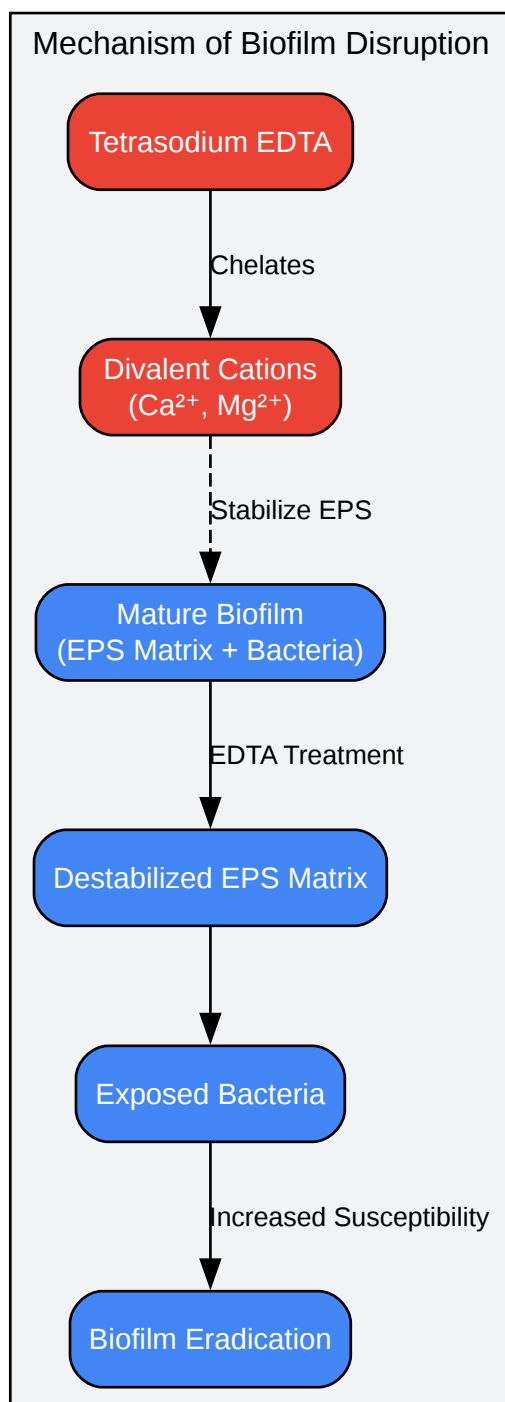 Mechanism of Biofilm Disruption
Tetrasodium EDTA
Chelates
Divalent Cations
(Ca²⁺, Mg²⁺)
Stabilize EPS
Mature Biofilm
(EPS Matrix + Bacteria)
EDTA Treatment
Destabilized EPS Matrix
Exposed Bacteria
Increased Susceptibility
Biofilm Eradication